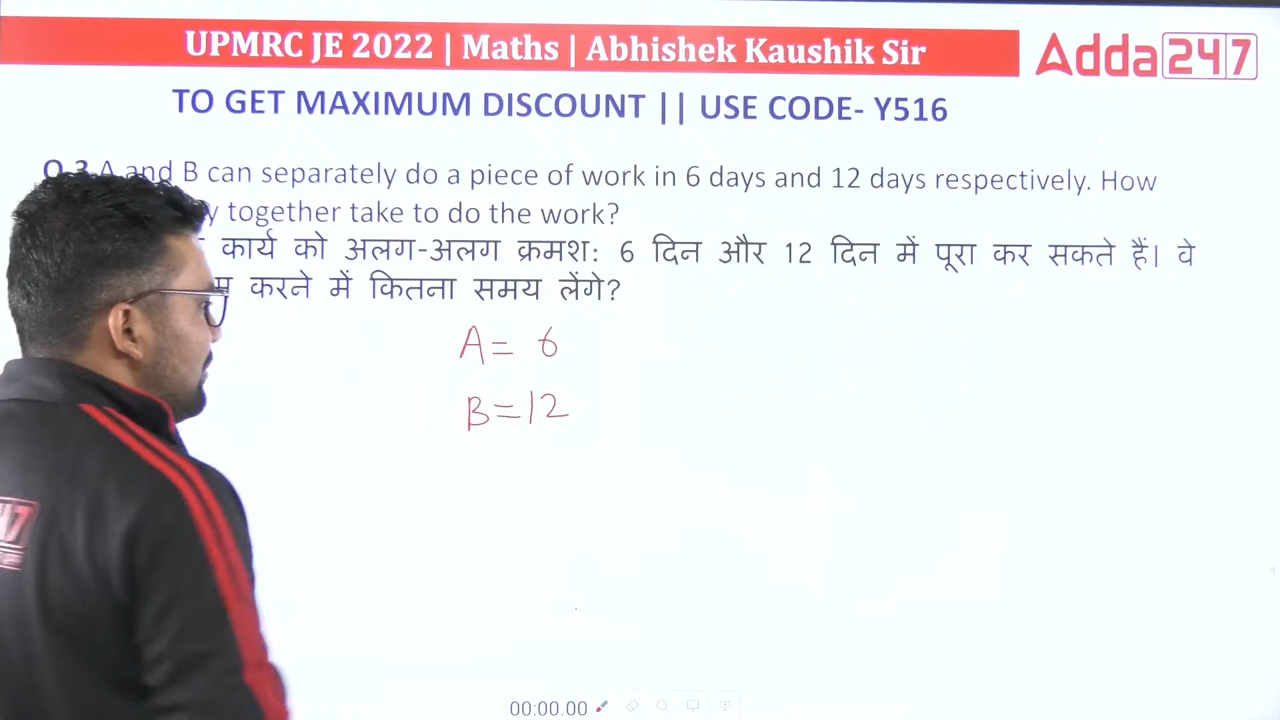 UPMRC JE 2022 | Maths | Abhishek Kaushik Sir
Adda247
TO GET MAXIMUM DISCOUNT || USE CODE- Y516
Q.3 A and B can separately do a piece of work in 6 days and 12 days respectively. How
together take to do the work?
कार्य को अलग-अलग क्रमश: 6 दिन और 12 दिन में पूरा कर सकते हैं। वे
करने में कितना समय लेंगे?
A= 6
B=12
00:00.00